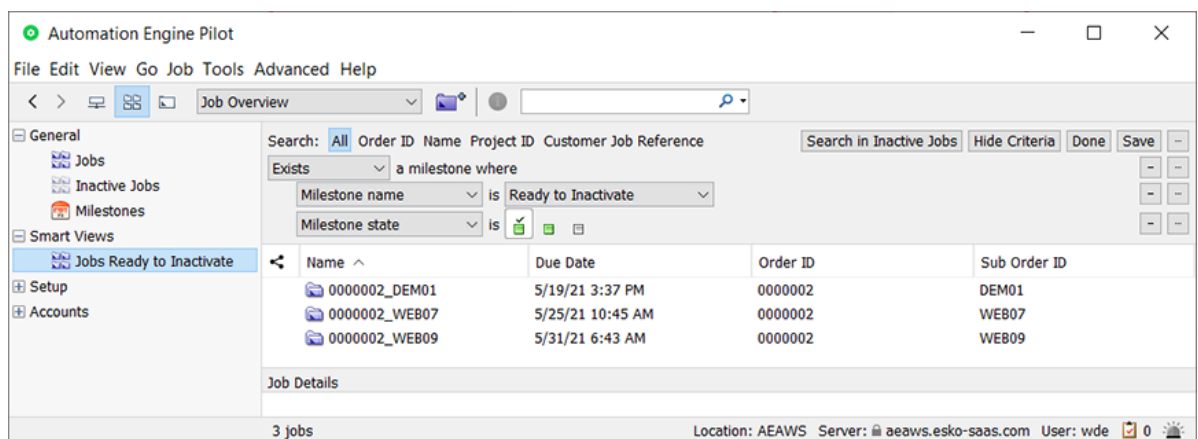 Automation Engine Pilot
File Edit View Go Job Tools Advanced Help
Job Overview
General
Jobs
Inactive Jobs
Milestones
Smart Views
Jobs Ready to Inactivate
Setup
Accounts
Search: All Order ID Name Project ID Customer Job Reference Search in Inactive Jobs Hide Criteria Done Save
Exists a milestone where
Milestone name is Ready to Inactivate
Milestone state is
Name Due Date Order ID Sub Order ID
0000002_DEM01 5/19/21 3:37 PM 0000002 DEM01
0000002_WEB07 5/25/21 10:45 AM 0000002 WEB07
0000002_WEB09 5/31/21 6:43 AM 0000002 WEB09
Job Details
3 jobs Location: AEAWS Server: aeaws.esko-saas.com User: wde 0